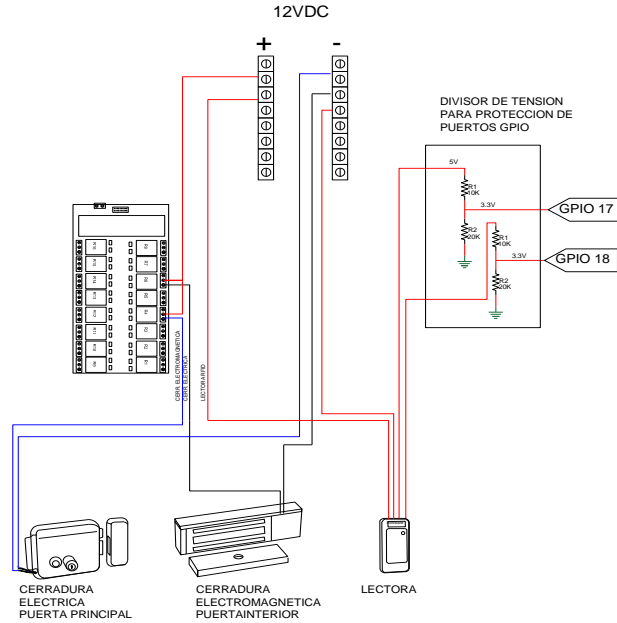 12VDC
+
-
DIVISOR DE TENSION
PARA PROTECCION DE
PUERTOS GPIO
5V
R1
10K
3.3V
GPIO 17
R2
20K
R1
10K
3.3V
GPIO 18
R2
20K
CERR. ELECTROMAGNETICA
CERR. ELECTRICA
LECTORA RFID
CERRADURA
ELECTRICA
PUERTA PRINCIPAL
CERRADURA
ELECTROMAGNETICA
PUERTAINTERIOR
LECTORA